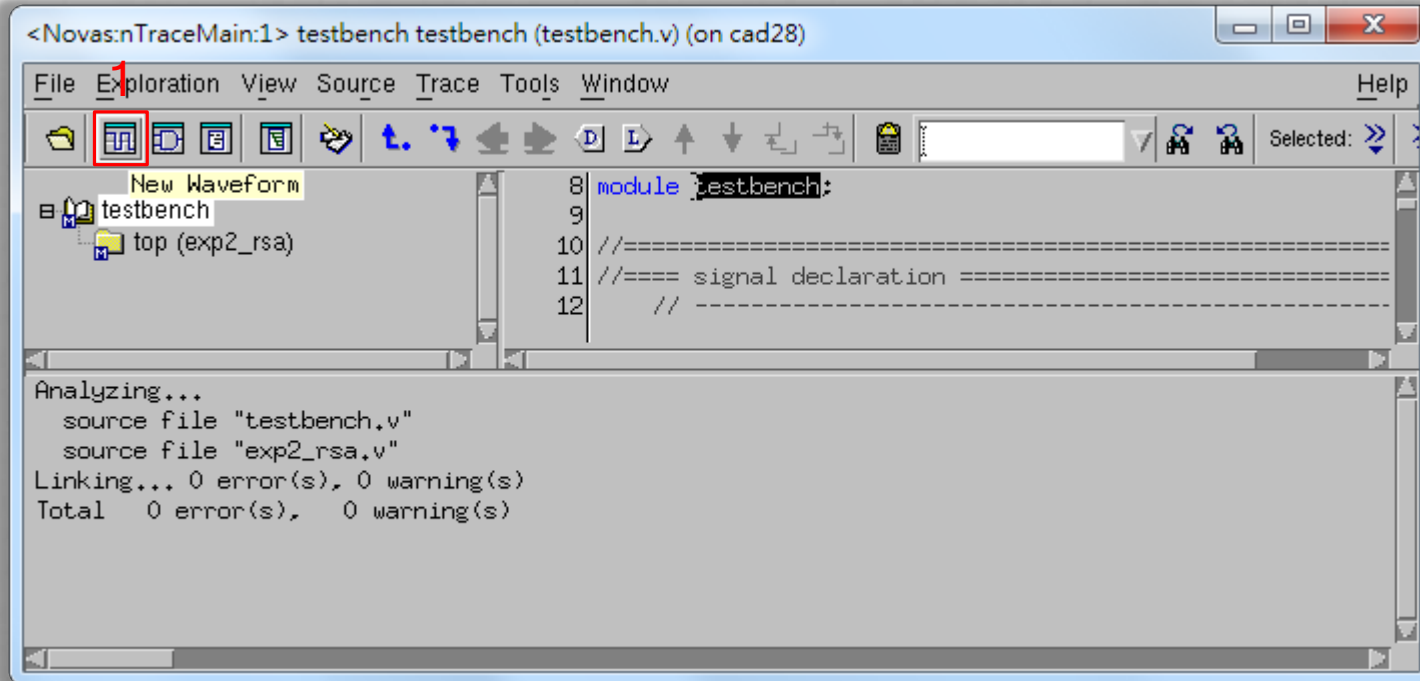 <Novas:nTraceMain:1> testbench testbench (testbench.v) (on cad28)
File Exploration View Source Trace Tools Window Help
1
D L Selected:
New Waveform
testbench
top (exp2_rsa)
8 module testbench;
9
10 //=======================================================
11 //==== signal declaration ===============================
12 // --------------------------------------------------
Analyzing...
source file "testbench.v"
source file "exp2_rsa.v"
Linking... 0 error(s), 0 warning(s)
Total 0 error(s), 0 warning(s)